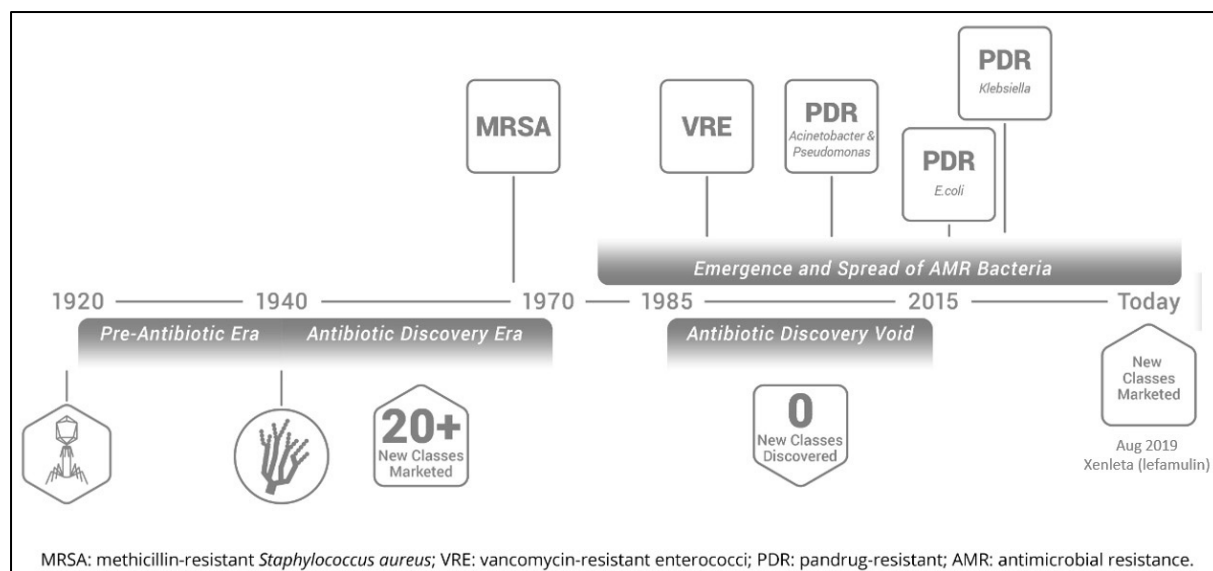 PDR
Klebsiella
MRSA
VRE
PDR
Acinetobacter &
Pseudomonas
PDR
E.coli
Emergence and Spread of AMR Bacteria
1920 1940 1970 1985 2015 Today
Pre-Antibiotic Era
Antibiotic Discovery Era
Antibiotic Discovery Void
20+
New Classes
Marketed
0
New Classes
Discovered
New
Classes
Marketed
Aug 2019
Xenleta (lefamulin)
MRSA: methicillin-resistant Staphylococcus aureus; VRE: vancomycin-resistant enterococci; PDR: pandrug-resistant; AMR: antimicrobial resistance.